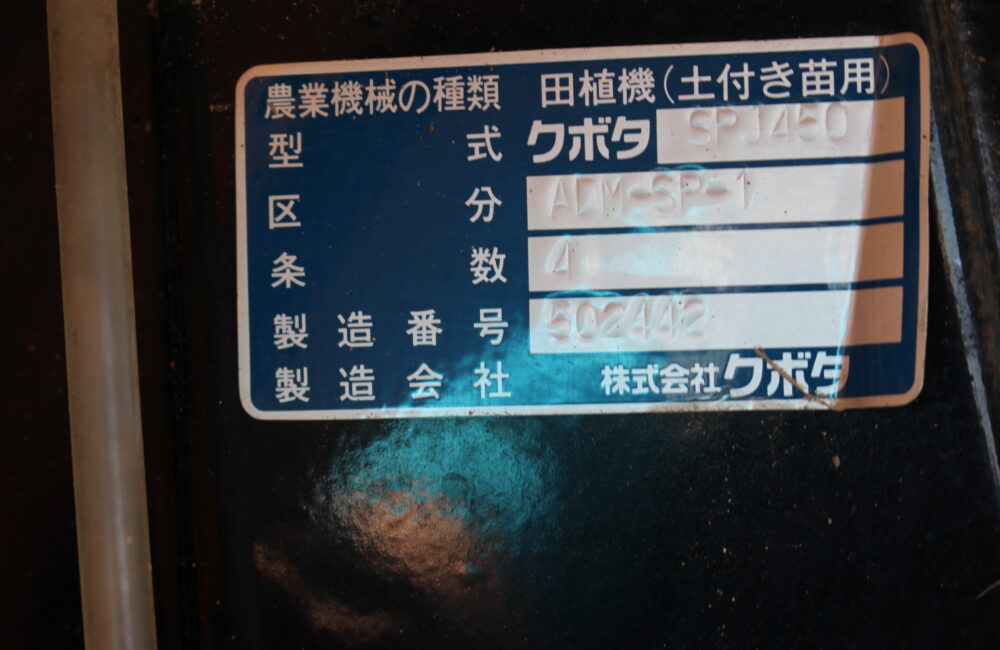 農業機械の種類 田植機(土付き苗用)
型式 クボタ SPJ450
区分 ADM-SP-1
条数 4
製造番号 502442
製造会社 株式会社クボタ